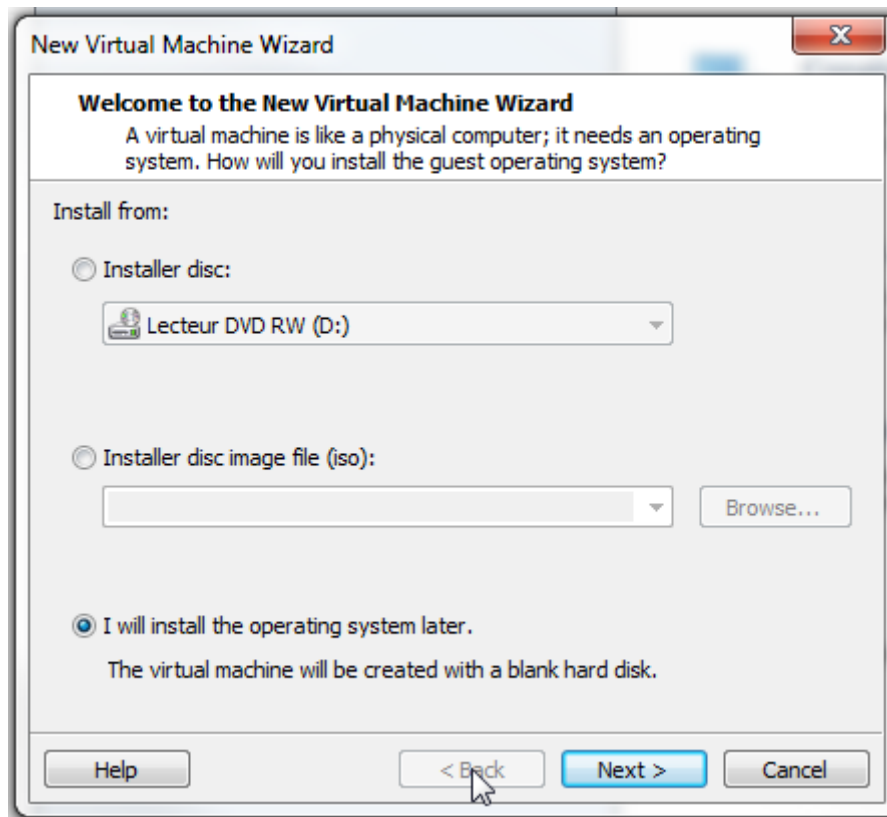 New Virtual Machine Wizard
Welcome to the New Virtual Machine Wizard
A virtual machine is like a physical computer; it needs an operating
system. How will you install the guest operating system?
Install from:
Installer disc:
Lecteur DVD RW (D:)
Installer disc image file (iso):
Browse...
I will install the operating system later.
The virtual machine will be created with a blank hard disk.
Help
< Back
Next >
Cancel